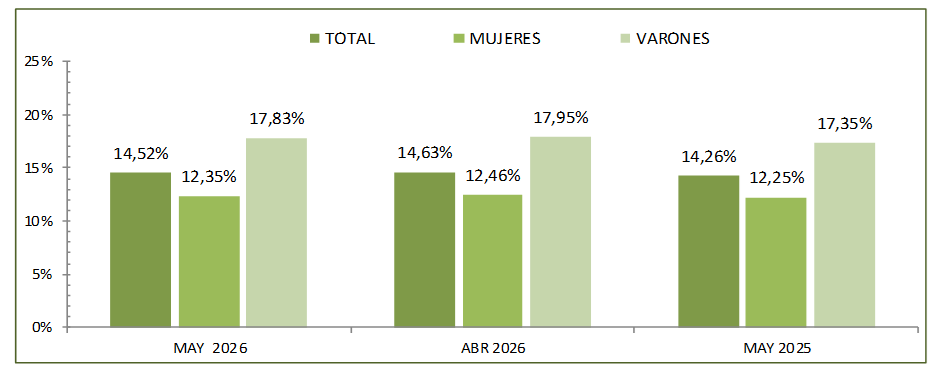 TOTAL MUJERES VARONES
25%
20%
15%
10%
5%
0%
14,52% 12,35% 17,83%
14,63% 12,46% 17,95%
14,26% 12,25% 17,35%
MAY 2026 ABR 2026 MAY 2025